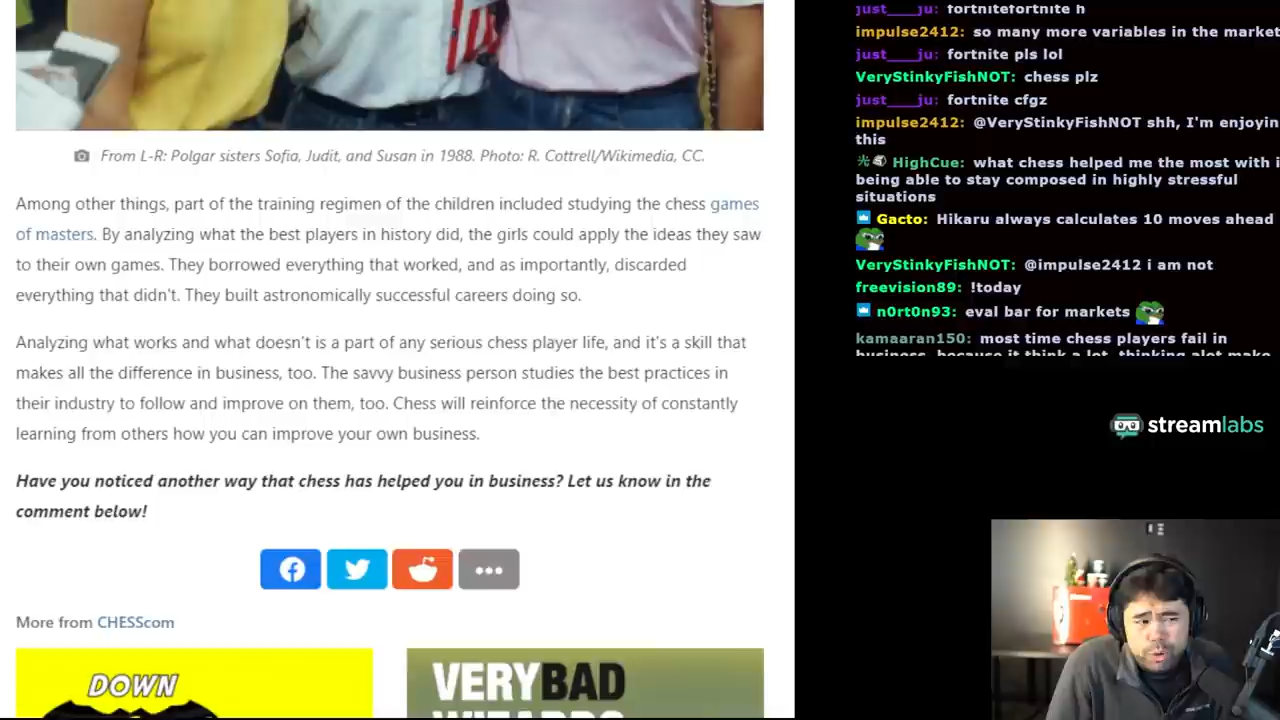 From L-R: Polgar sisters Sofia, Judit, and Susan in 1988. Photo: R. Cottrell/Wikimedia, CC.
Among other things, part of the training regimen of the children included studying the chess games
of masters. By analyzing what the best players in history did, the girls could apply the ideas they saw
to their own games. They borrowed everything that worked, and as importantly, discarded
everything that didn't. They built astronomically successful careers doing so.
Analyzing what works and what doesn't is a part of any serious chess player life, and it's a skill that
makes all the difference in business, too. The savvy business person studies the best practices in
their industry to follow and improve on them, too. Chess will reinforce the necessity of constantly
learning from others how you can improve your own business.
Have you noticed another way that chess has helped you in business? Let us know in the
comment below!
More from CHESScom
DOWN
VERYBAD
WIZARDS
just___ju: fortnitefortnite h
impulse2412: so many more variables in the market
just___ju: fortnite pls lol
VeryStinkyFishNOT: chess plz
just___ju: fortnite cfgz
impulse2412: @VeryStinkyFishNOT shh, I'm enjoyin
this
HighCue: what chess helped me the most with i
being able to stay composed in highly stressful
situations
Gacto: Hikaru always calculates 10 moves ahead
VeryStinkyFishNOT: @impulse2412 i am not
freevision89: !today
n0rt0n93: eval bar for markets
kamaaran150: most time chess players fail in
business, because it think a lot, thinking alot make
streamlabs